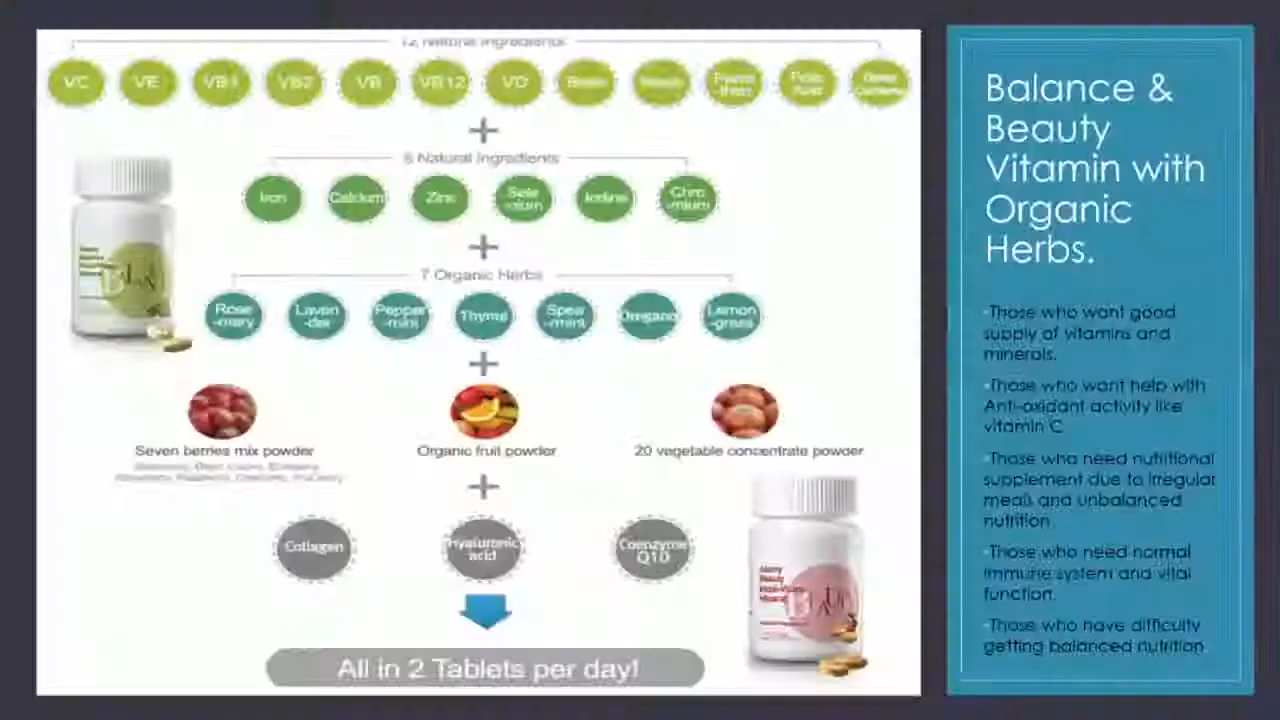 12 Natural Ingredients
VC VE VB1 VB2 VB VB12 VD
Folic
Acid
+
6 Natural Ingredients
Iron Calcium Zinc Sele
-nium Iodine Chro
-mium
+
7 Organic Herbs
Rose
-mary Laven
-der Pepper
-mint Thyme Spea
-mint Oregano Lemon
-grass
+
Seven berries mix powder
Organic fruit powder
20 vegetable concentrate powder
+
Collagen
Hyaluronic
acid
Coenzyme
Q10
All in 2 Tablets per day!
Balance &
Beauty
Vitamin with
Organic
Herbs.
•Those who want good
supply of vitamins and
minerals.
•Those who want help with
Anti-oxidant activity like
vitamin C
•Those who need nutritional
supplement due to irregular
meals and unbalanced
nutrition
•Those who need normal
immune system and vital
function.
•Those who have difficulty
getting balanced nutrition